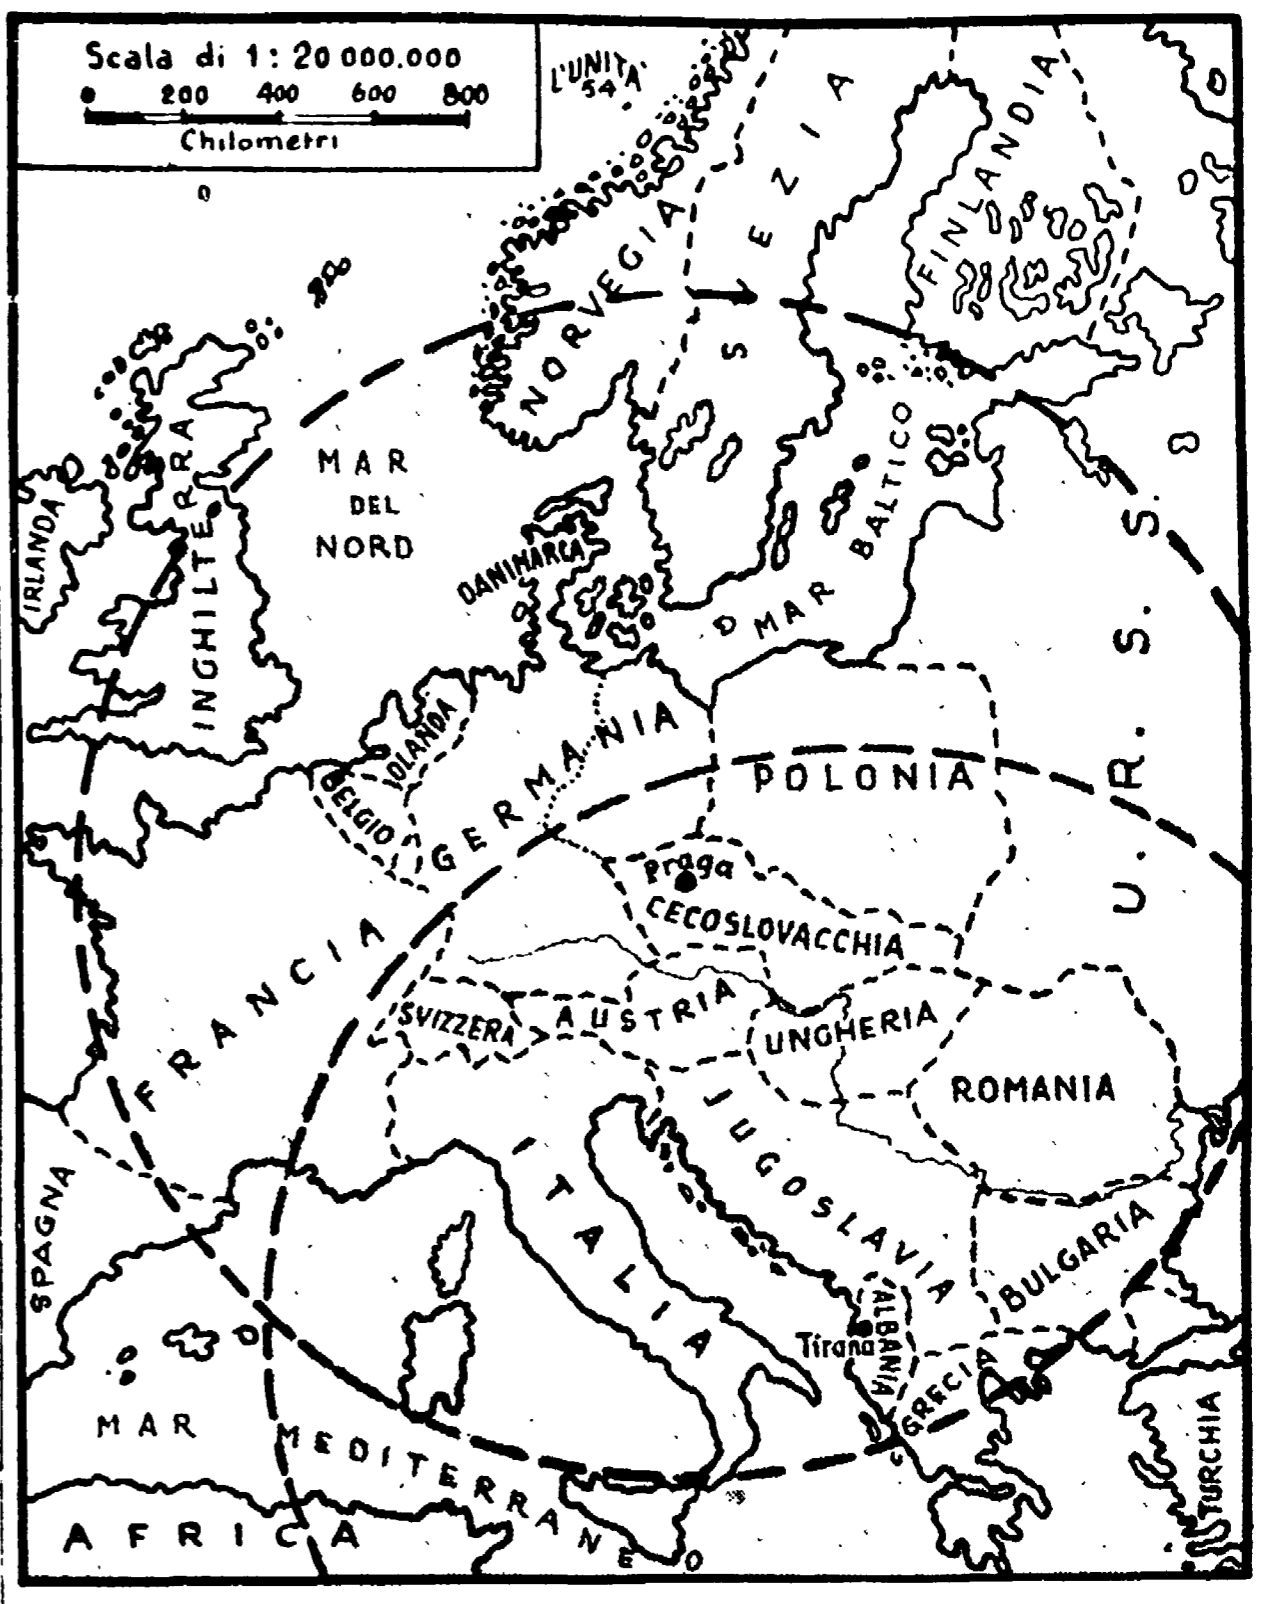 Scala di 1:20 000.000
0 200 400 600 800
Chilometri
L'UNITA'
54
SVEZIA
FINLANDIA
NORVEGIA
MAR
DEL
NORD
INGHILTERRA
IRLANDA
DANIMARCA
MAR BALTICO
U.R.S.S.
OLANDA
BELGIO
GERMANIA
POLONIA
Praga
CECOSLOVACCHIA
FRANCIA
SVIZZERA
AUSTRIA
UNGHERIA
ROMANIA
JUGOSLAVIA
ITALIA
SPAGNA
BULGARIA
ALBANIA
Tirana
GRECIA
TURCHIA
MAR MEDITERRANEO
AFRICA